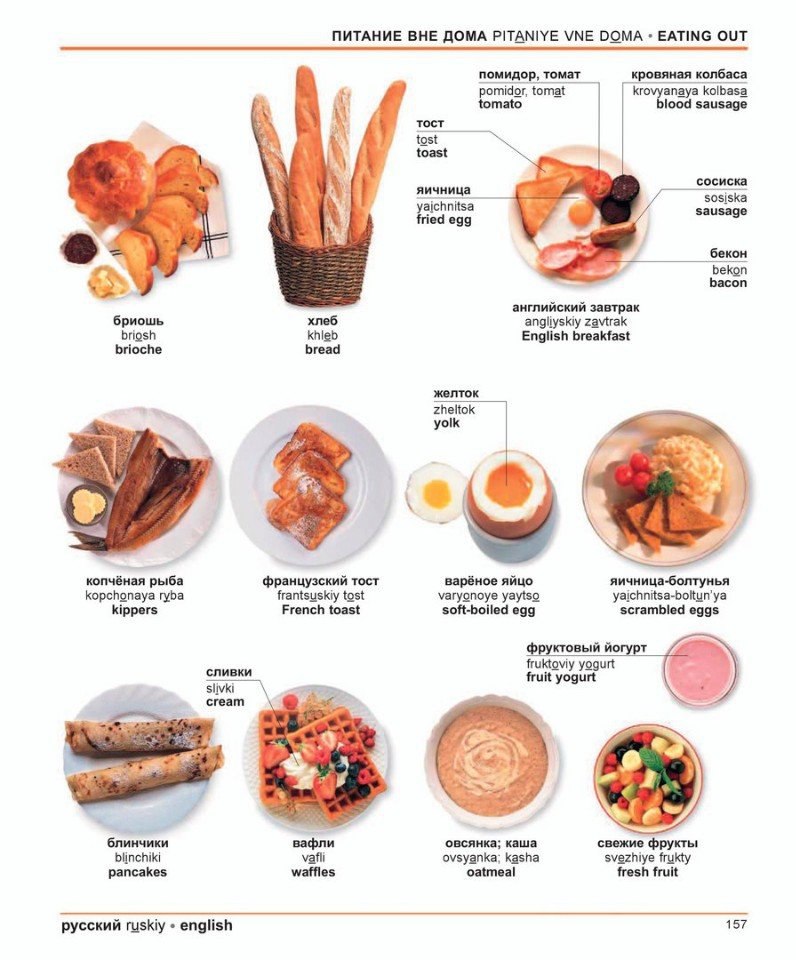 ПИТАНИЕ ВНЕ ДОМА PITANIYE VNE DOMA • EATING OUT
помидор, томат
pomidor, tomat
tomato
кровяная колбаса
krovyanaya kolbasa
blood sausage
тост
tost
toast
яичница
yaichnitsa
fried egg
сосиска
sosiska
sausage
бекон
bekon
bacon
бриошь
briosh
brioche
хлеб
khleb
bread
английский завтрак
angliyskiy zavtrak
English breakfast
желток
zheltok
yolk
копчёная рыба
kopchonaya ryba
kippers
французский тост
frantsuskiy tost
French toast
варёное яйцо
varyonoye yaytso
soft-boiled egg
яичница-болтунья
yaichnitsa-boltun'ya
scrambled eggs
фруктовый йогурт
fruktoviy yogurt
fruit yogurt
сливки
slivki
cream
блинчики
blinchiki
pancakes
вафли
vafli
waffles
овсянка; каша
ovsyanka; kasha
oatmeal
свежие фрукты
svezhiye frukty
fresh fruit
русский ruskiy • english
157